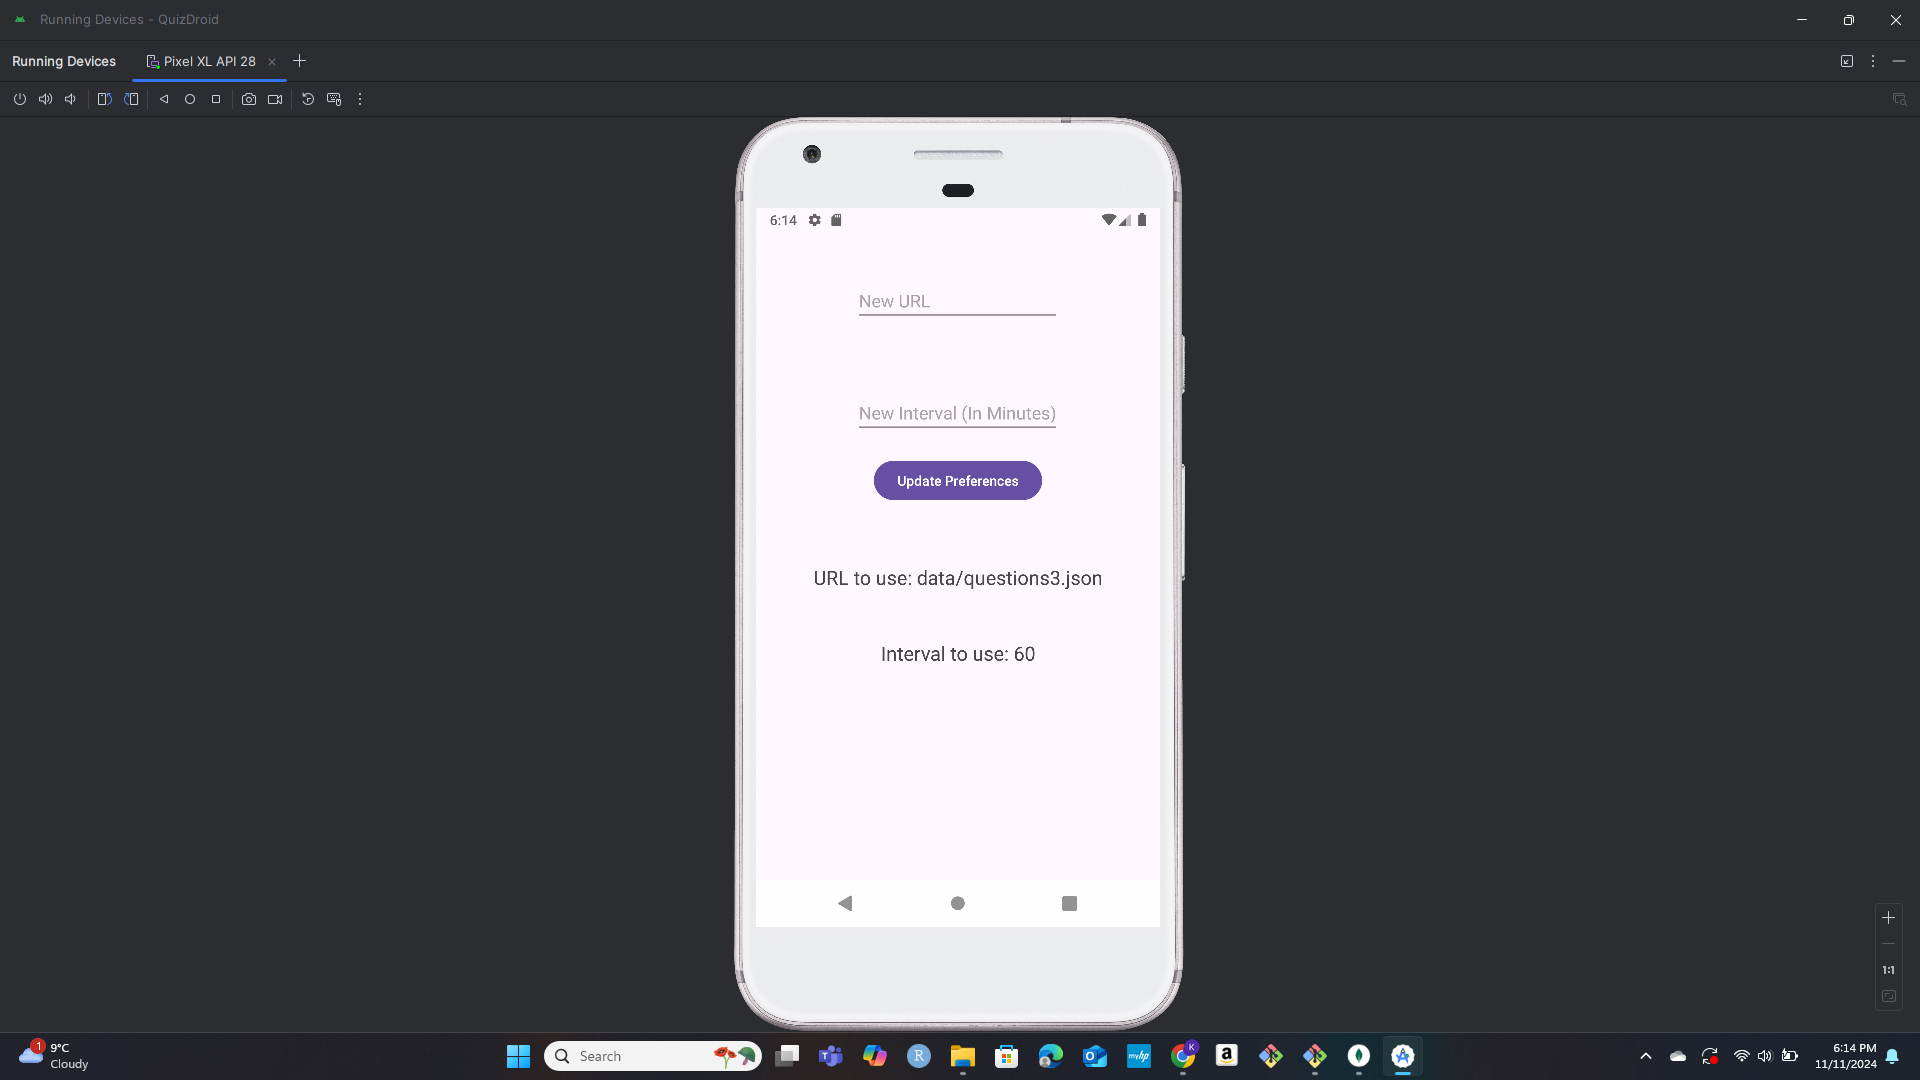 Running Devices - QuizDroid
Running Devices
Pixel XL API 28
6:14
New URL
New Interval (In Minutes)
Update Preferences
URL to use: data/questions3.json
Interval to use: 60
1:1
1
9°C
Cloudy
Search
T
R
O
myhp
K
a
6:14 PM
11/11/2024